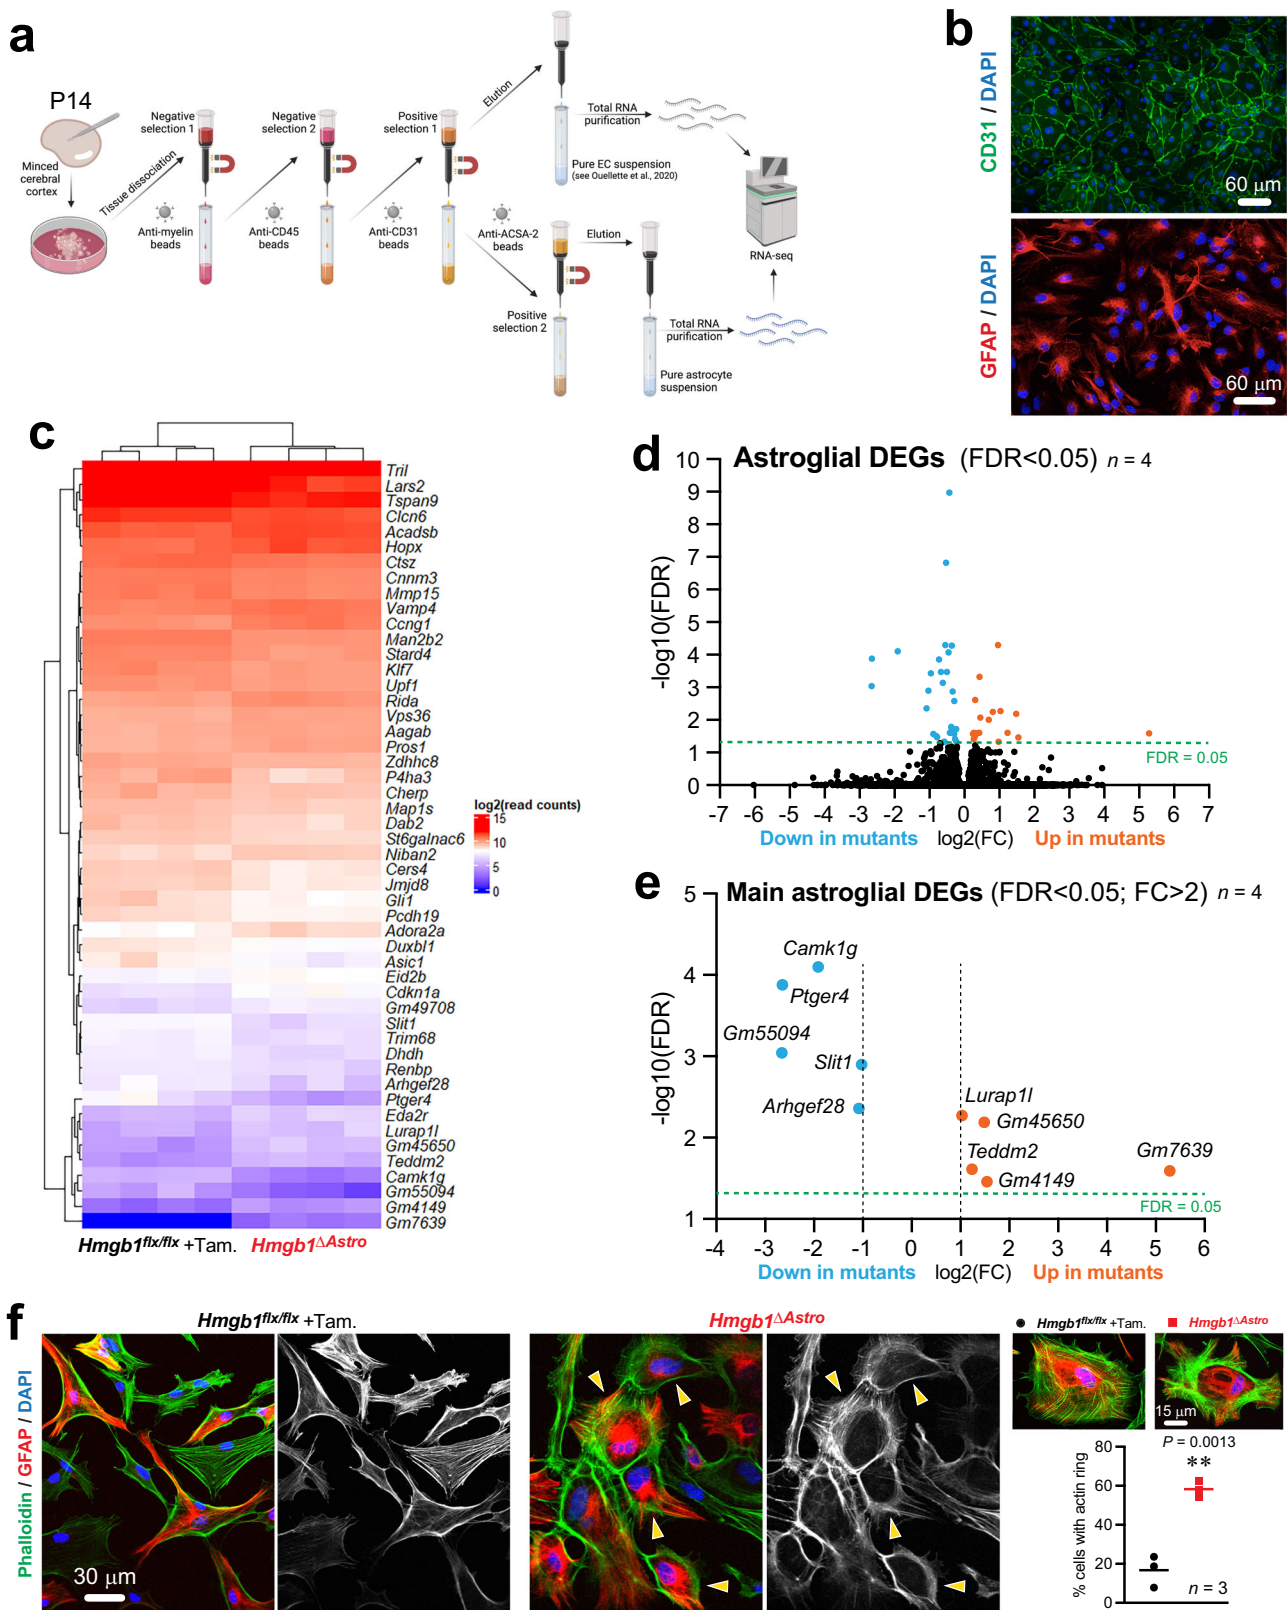 a
P14
Minced
cerebral
cortex
Tissue dissociation
Negative
selection 1
Anti-myelin
beads
Negative
selection 2
Anti-CD45
beads
Positive
selection 1
Anti-CD31
beads
Elution
Total RNA
purification
Pure EC suspension
(see Ouellette et al., 2020)
Anti-ACSA-2
beads
Elution
Positive
selection 2
Total RNA
purification
Pure astrocyte
suspension
RNA-seq
b
CD31 / DAPI
60 μm
GFAP / DAPI
60 μm
c
Tril
Lars2
Tspan9
Clcn6
Acadsb
Hopx
Ctsz
Cnnm3
Mmp15
Vamp4
Ccng1
Man2b2
Stard4
Klf7
Upf1
Rida
Vps36
Aagab
Pros1
Zdhhc8
P4ha3
Cherp
Map1s
Dab2
St6galnac6
Niban2
Cers4
Jmjd8
Gli1
Pcdh19
Adora2a
Duxbl1
Asic1
Eid2b
Cdkn1a
Gm49708
Slit1
Trim68
Dhdh
Renbp
Arhgef28
Ptger4
Eda2r
Lurap1l
Gm45650
Teddm2
Camk1g
Gm55094
Gm4149
Gm7639
Hmgb1flx/flx +Tam.
Hmgb1ΔAstro
log2(read counts)
15
10
5
0
d
Astroglial DEGs (FDR<0.05) n = 4
-log10(FDR)
10
9
8
7
6
5
4
3
2
1
0
FDR = 0.05
-7 -6 -5 -4 -3 -2 -1 0 1 2 3 4 5 6 7
Down in mutants log2(FC) Up in mutants
e
Main astroglial DEGs (FDR<0.05; FC>2) n = 4
-log10(FDR)
5
4
3
2
1
Camk1g
Ptger4
Gm55094
Slit1
Arhgef28
Lurap1l
Gm45650
Teddm2
Gm4149
Gm7639
FDR = 0.05
-4 -3 -2 -1 0 1 2 3 4 5 6
Down in mutants log2(FC) Up in mutants
f
Phalloidin / GFAP / DAPI
Hmgb1flx/flx +Tam.
30 μm
Hmgb1ΔAstro
Hmgb1flx/flx +Tam.
Hmgb1ΔAstro
15 μm
P = 0.0013
**
% cells with actin ring
80
60
40
20
0
n = 3